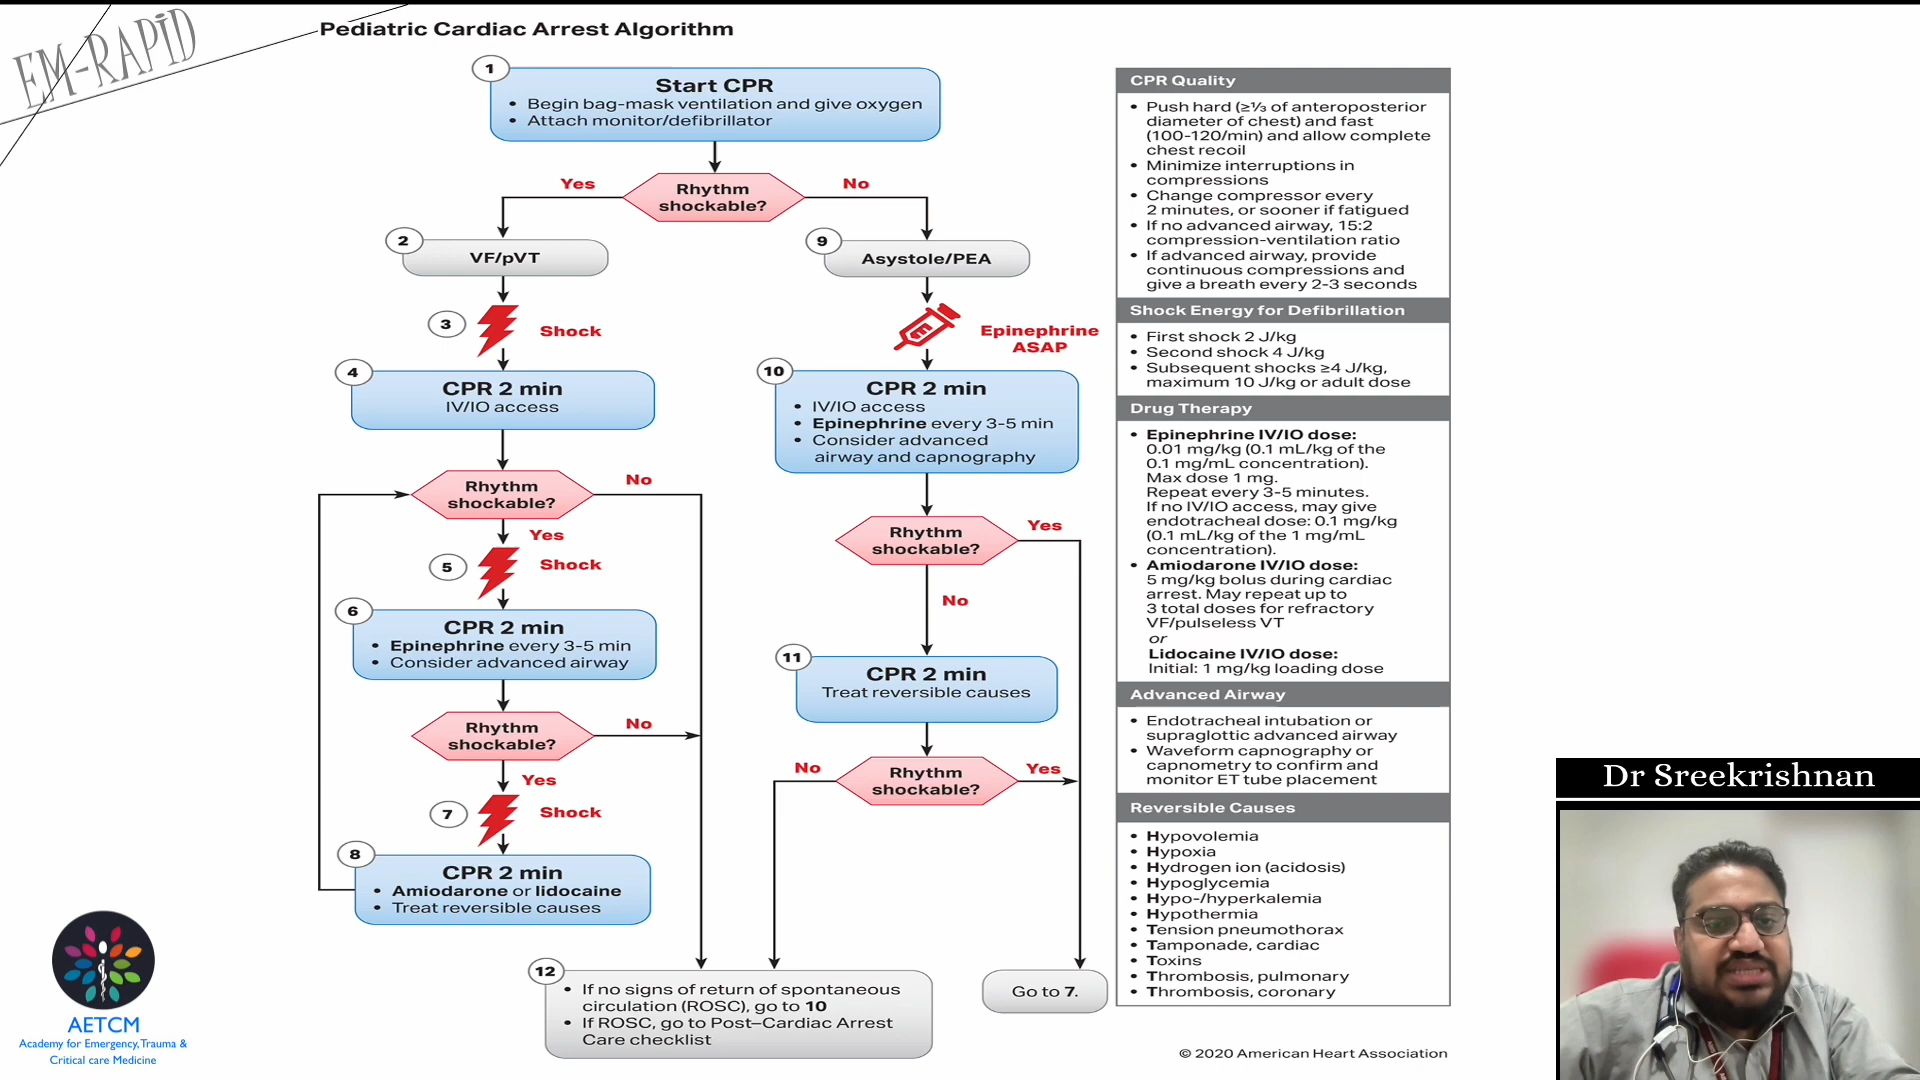 EM-RAPiD
Pediatric Cardiac Arrest Algorithm
1
Start CPR
• Begin bag-mask ventilation and give oxygen
• Attach monitor/defibrillator
Rhythm
shockable?
Yes
No
2
VF/pVT
3
Shock
4
CPR 2 min
IV/IO access
Rhythm
shockable?
No
Yes
5
Shock
6
CPR 2 min
• Epinephrine every 3-5 min
• Consider advanced airway
Rhythm
shockable?
No
Yes
7
Shock
8
CPR 2 min
• Amiodarone or lidocaine
• Treat reversible causes
9
Asystole/PEA
Epinephrine
ASAP
10
CPR 2 min
• IV/IO access
• Epinephrine every 3-5 min
• Consider advanced
airway and capnography
Rhythm
shockable?
Yes
No
11
CPR 2 min
Treat reversible causes
Rhythm
shockable?
No
Yes
12
• If no signs of return of spontaneous
circulation (ROSC), go to 10
• If ROSC, go to Post–Cardiac Arrest
Care checklist
Go to 7.
CPR Quality
• Push hard (≥⅓ of anteroposterior
diameter of chest) and fast
(100-120/min) and allow complete
chest recoil
• Minimize interruptions in
compressions
• Change compressor every
2 minutes, or sooner if fatigued
• If no advanced airway, 15:2
compression-ventilation ratio
• If advanced airway, provide
continuous compressions and
give a breath every 2-3 seconds
Shock Energy for Defibrillation
• First shock 2 J/kg
• Second shock 4 J/kg
• Subsequent shocks ≥4 J/kg,
maximum 10 J/kg or adult dose
Drug Therapy
• Epinephrine IV/IO dose:
0.01 mg/kg (0.1 mL/kg of the
0.1 mg/mL concentration).
Max dose 1 mg.
Repeat every 3-5 minutes.
If no IV/IO access, may give
endotracheal dose: 0.1 mg/kg
(0.1 mL/kg of the 1 mg/mL
concentration).
• Amiodarone IV/IO dose:
5 mg/kg bolus during cardiac
arrest. May repeat up to
3 total doses for refractory
VF/pulseless VT
or
Lidocaine IV/IO dose:
Initial: 1 mg/kg loading dose
Advanced Airway
• Endotracheal intubation or
supraglottic advanced airway
• Waveform capnography or
capnometry to confirm and
monitor ET tube placement
Reversible Causes
• Hypovolemia
• Hypoxia
• Hydrogen ion (acidosis)
• Hypoglycemia
• Hypo-/hyperkalemia
• Hypothermia
• Tension pneumothorax
• Tamponade, cardiac
• Toxins
• Thrombosis, pulmonary
• Thrombosis, coronary
© 2020 American Heart Association
AETCM
Academy for Emergency,Trauma &
Critical care Medicine
Dr Sreekrishnan